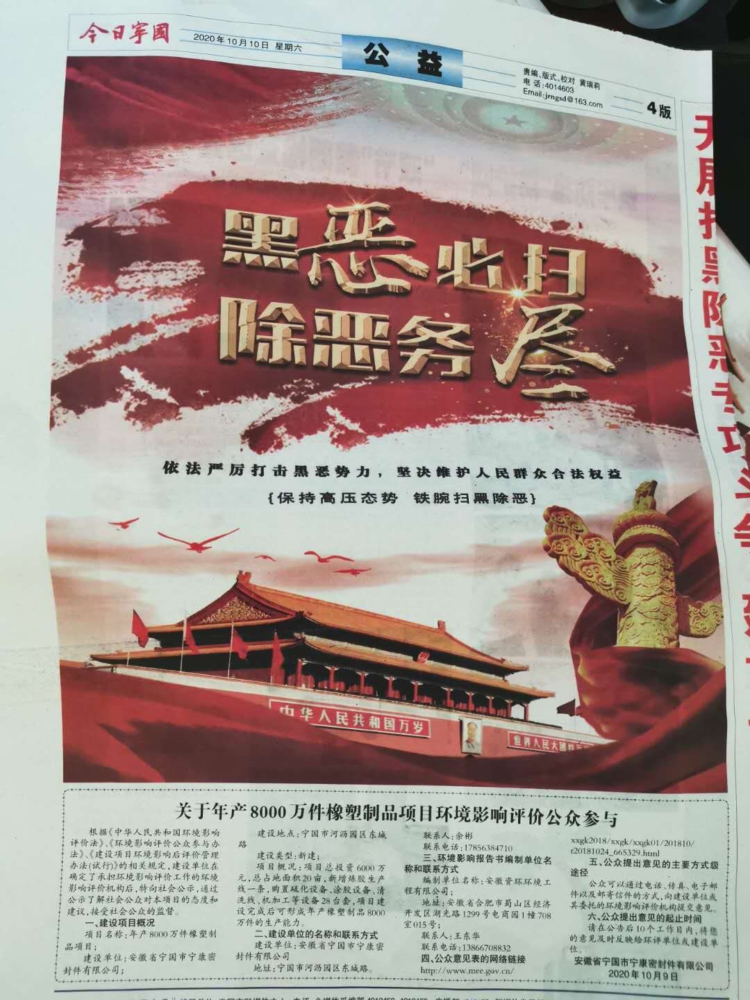 今日宁国
2020年10月10日 星期六
公益
责编、版式、校对 黄瑞莉
电话:4014603
Email:jrngsd@163.com
4版
黑恶必扫
除恶务尽
依法严厉打击黑恶势力，坚决维护人民群众合法权益
{保持高压态势 铁腕扫黑除恶}
中华人民共和国万岁
世界人民大团结万
关于年产8000万件橡塑制品项目环境影响评价公众参与
根据《中华人民共和国环境影响
评价法》、《环境影响评价公众参与办
法》、《建设项目环境影响后评价管理
办法(试行)》的相关规定,建设单位在
确定了承担环境影响评价工作的环境
影响评价机构后,特向社会公示,通过
公示了解社会公众对本项目的态度和
建议,接受社会公众的监督。
一、建设项目概况
项目名称:年产8000万件橡塑制
品项目;
建设单位:安徽省宁国市宁康密
封件有限公司;
建设地点:宁国市河沥园区东城
路
建设类型:新建;
项目概况:项目总投资6000万
元,总占地面积20亩,新增炼胶生产
线一条,购置硫化设备、涂胶设备、清
洗线、机加工等设备28台套,项目建
设完成后可形成年产橡塑制品8000
万件的生产能力。
二、建设单位的名称和联系方式
建设单位:安徽省宁国市宁康密
封件有限公司
地址:宁国市河沥园区东城路。
联系人:余彬
联系电话:17856384710
三、环境影响报告书编制单位名
称和联系方式
编制单位名称:安徽资环环境工
程有限公司;
地址:安徽省合肥市蜀山区经济
开发区湖光路1299号电商园1幢708
室015号;
联系人:王东华
联系电话:13866708832
四、公众意见表的网络链接
http://www.mee.gov.cn/
xxgk2018/xxgk/xxgk01/201810/
t20181024_665329.html
五、公众提出意见的主要方式级
途径
公众可以通过电话、传真、电子邮
件以及邮寄信件的方式,向建设单位或
其委托的环境影响评价机构提交意见。
六、公众提出意见的起止时间
请在公告后10个工作目内,将您
的意见及时反映给环评单位或建设单
位。
安徽省宁国市宁康密封件有限公司
2020年10月9日
开展扫黑除恶专项斗争